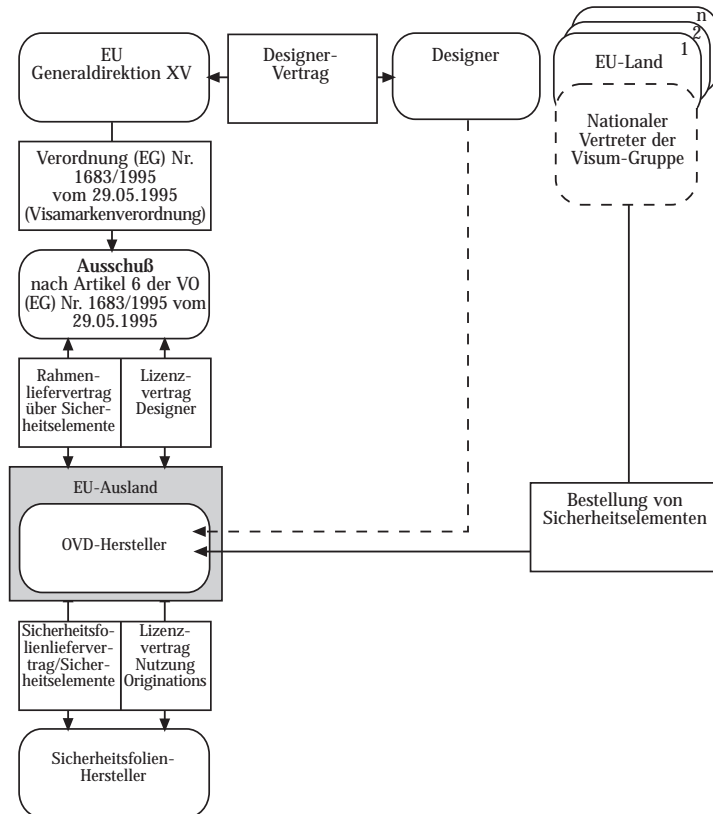 EU
Generaldirektion XV
Designer-
Vertrag
Designer
n
2
1
EU-Land
Nationaler
Vertreter der
Visum-Gruppe
Verordnung (EG) Nr.
1683/1995
vom 29.05.1995
(Visamarkenverordnung)
Ausschuß
nach Artikel 6 der VO
(EG) Nr. 1683/1995 vom
29.05.1995
Rahmen-
liefervertrag
über Sicher-
heitselemente
Lizenz-
vertrag
Designer
EU-Ausland
OVD-Hersteller
Bestellung von
Sicherheitselementen
Sicherheitsfo-
lienlieferver-
trag/Sicher-
heitselemente
Lizenz-
vertrag
Nutzung
Originations
Sicherheitsfolien-
Hersteller